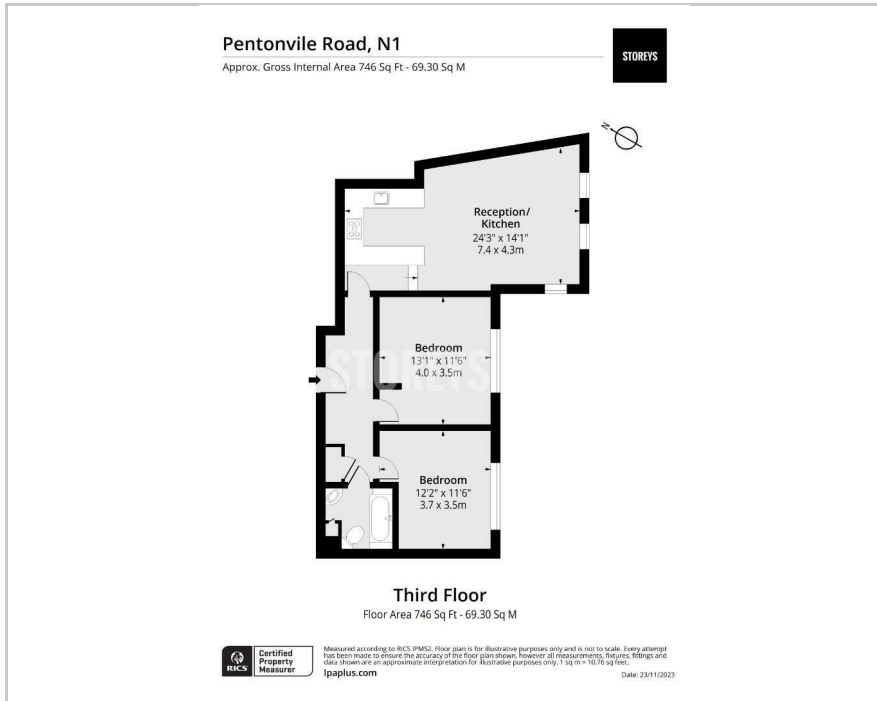 Pentonvile Road, N1
Approx. Gross Internal Area 746 Sq Ft - 69.30 Sq M
STOREYS
N
Reception/
Kitchen
24'3" x 14'1"
7.4 x 4.3m
Bedroom
13'1" x 11'6"
4.0 x 3.5m
STOREYS
Bedroom
12'2" x 11'6"
3.7 x 3.5m
Third Floor
Floor Area 746 Sq Ft - 69.30 Sq M
RICS
Certified
Property
Measurer
Measured according to RICS IPMS2. Floor plan is for illustrative purposes only and is not to scale. Every attempt
has been made to ensure the accuracy of the floor plan shown, however all measurements, fixtures, fittings and
data shown are an approximate interpretation for illustrative purposes only. 1 sq m = 10.76 sq feet.
lpaplus.com
Date: 23/11/2023